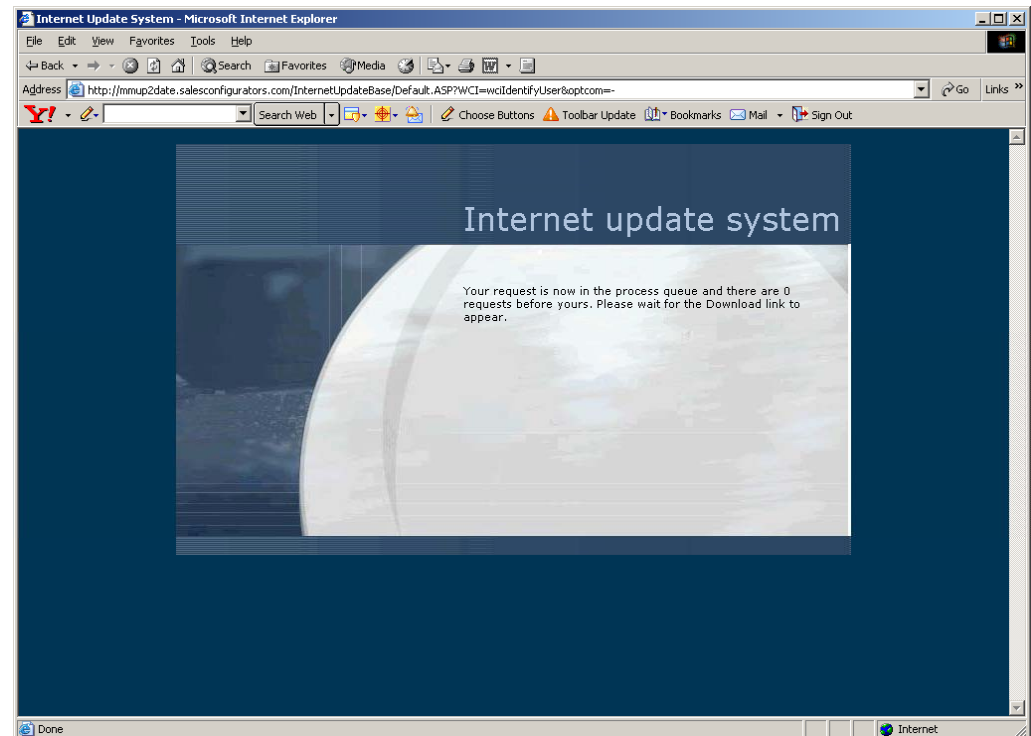 Internet Update System - Microsoft Internet Explorer
File Edit View Favorites Tools Help
Back Search Favorites Media
Address http://mmup2date.salesconfigurators.com/InternetUpdateBase/Default.ASP?WCI=wciIdentifyUser&optcom=- Go Links »
Y! Search Web Choose Buttons Toolbar Update Bookmarks Mail Sign Out
Internet update system
Your request is now in the process queue and there are 0
requests before yours. Please wait for the Download link to
appear.
Done Internet